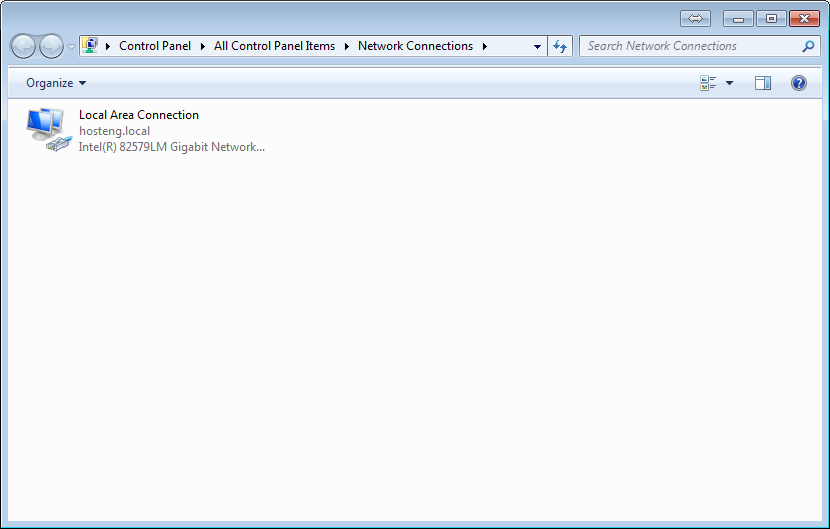 Control Panel All Control Panel Items Network Connections Search Network Connections
Organize
Local Area Connection
hosteng.local
Intel(R) 82579LM Gigabit Network...